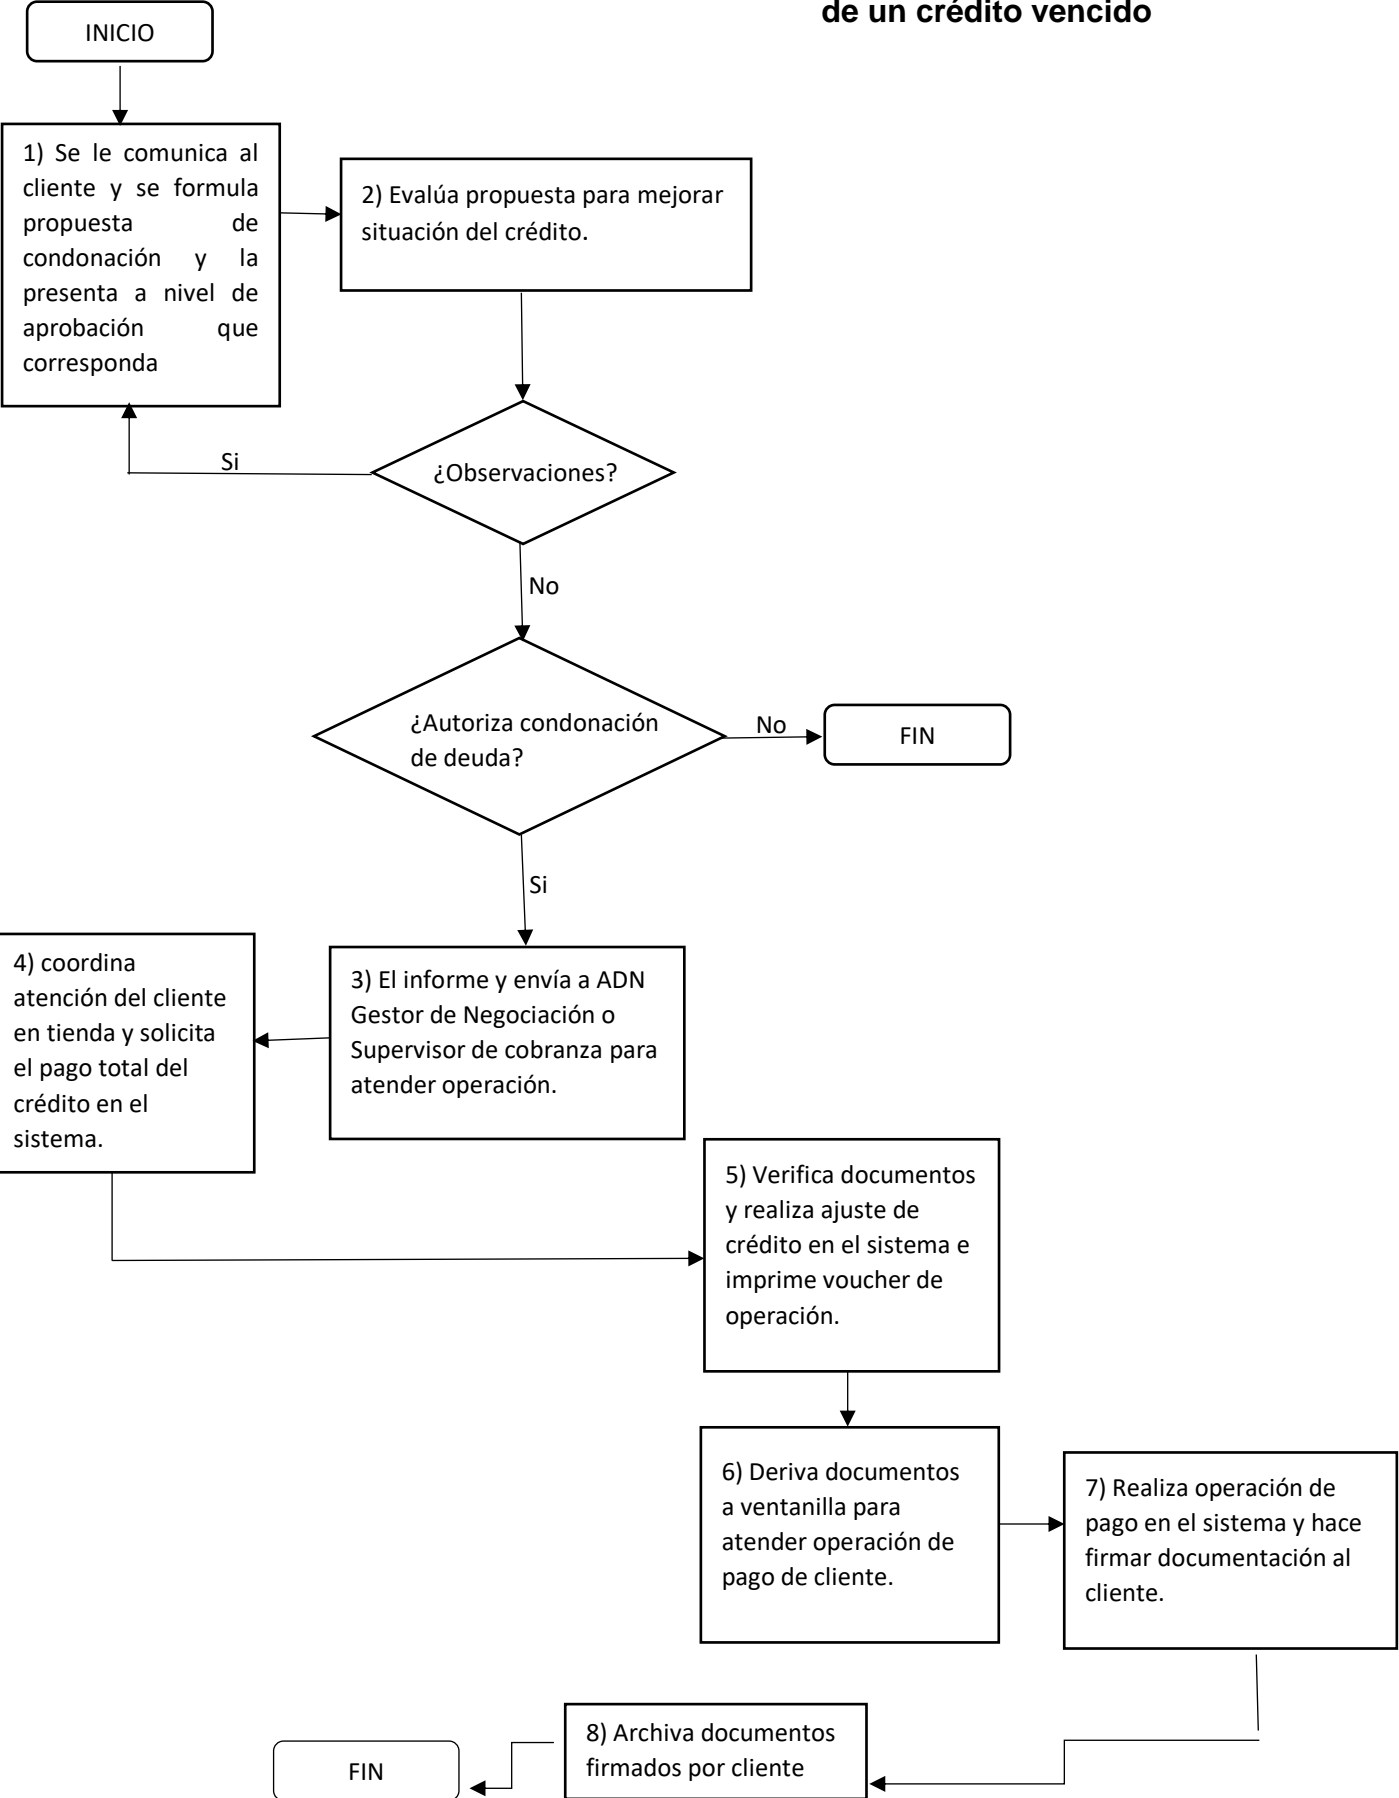 de un crédito vencido
INICIO
1) Se le comunica al
cliente y se formula
propuesta de
condonación y la
presenta a nivel de
aprobación que
corresponda
2) Evalúa propuesta para mejorar
situación del crédito.
¿Observaciones?
Si
No
¿Autoriza condonación
de deuda?
No
FIN
Si
3) El informe y envía a ADN
Gestor de Negociación o
Supervisor de cobranza para
atender operación.
4) coordina
atención del cliente
en tienda y solicita
el pago total del
crédito en el
sistema.
5) Verifica documentos
y realiza ajuste de
crédito en el sistema e
imprime voucher de
operación.
6) Deriva documentos
a ventanilla para
atender operación de
pago de cliente.
7) Realiza operación de
pago en el sistema y hace
firmar documentación al
cliente.
8) Archiva documentos
firmados por cliente
FIN